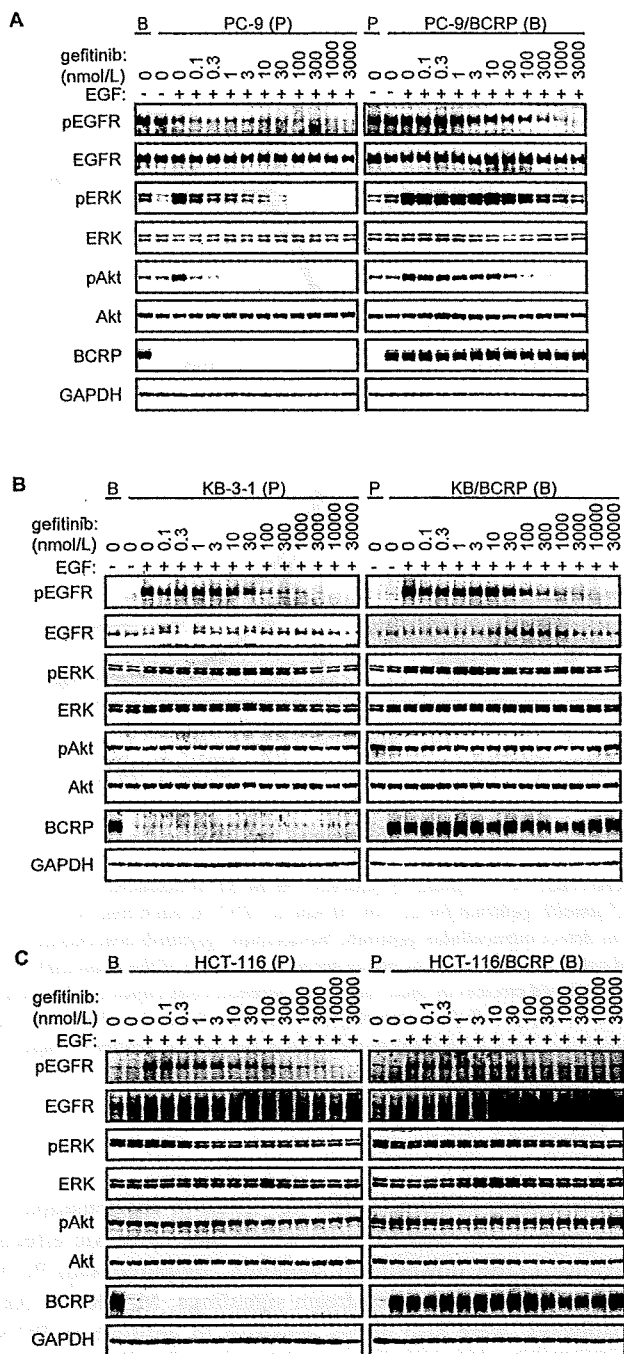 A
B PC-9 (P) P PC-9/BCRP (B)
gefitinib:
(nmol/L) 0 0 0 0.1 0.3 1 3 10 30 100 300 1000 3000 0 0 0 0.1 0.3 1 3 10 30 100 300 1000 3000
EGF: - - + + + + + + + + + + + - - + + + + + + + + + + +
pEGFR
EGFR
pERK
ERK
pAkt
Akt
BCRP
GAPDH
B
B KB-3-1 (P) P KB/BCRP (B)
gefitinib:
(nmol/L) 0 0 0 0.1 0.3 1 3 10 30 100 300 1000 3000 10000 30000 0 0 0 0.1 0.3 1 3 10 30 100 300 1000 3000 10000 30000
EGF: - - + + + + + + + + + + + + + - - + + + + + + + + + + + + +
pEGFR
EGFR
pERK
ERK
pAkt
Akt
BCRP
GAPDH
C
B HCT-116 (P) P HCT-116/BCRP (B)
gefitinib:
(nmol/L) 0 0 0 0.1 0.3 1 3 10 30 100 300 1000 3000 10000 30000 0 0 0 0.1 0.3 1 3 10 30 100 300 1000 3000 10000 30000
EGF: - - + + + + + + + + + + + + + - - + + + + + + + + + + + + +
pEGFR
EGFR
pERK
ERK
pAkt
Akt
BCRP
GAPDH